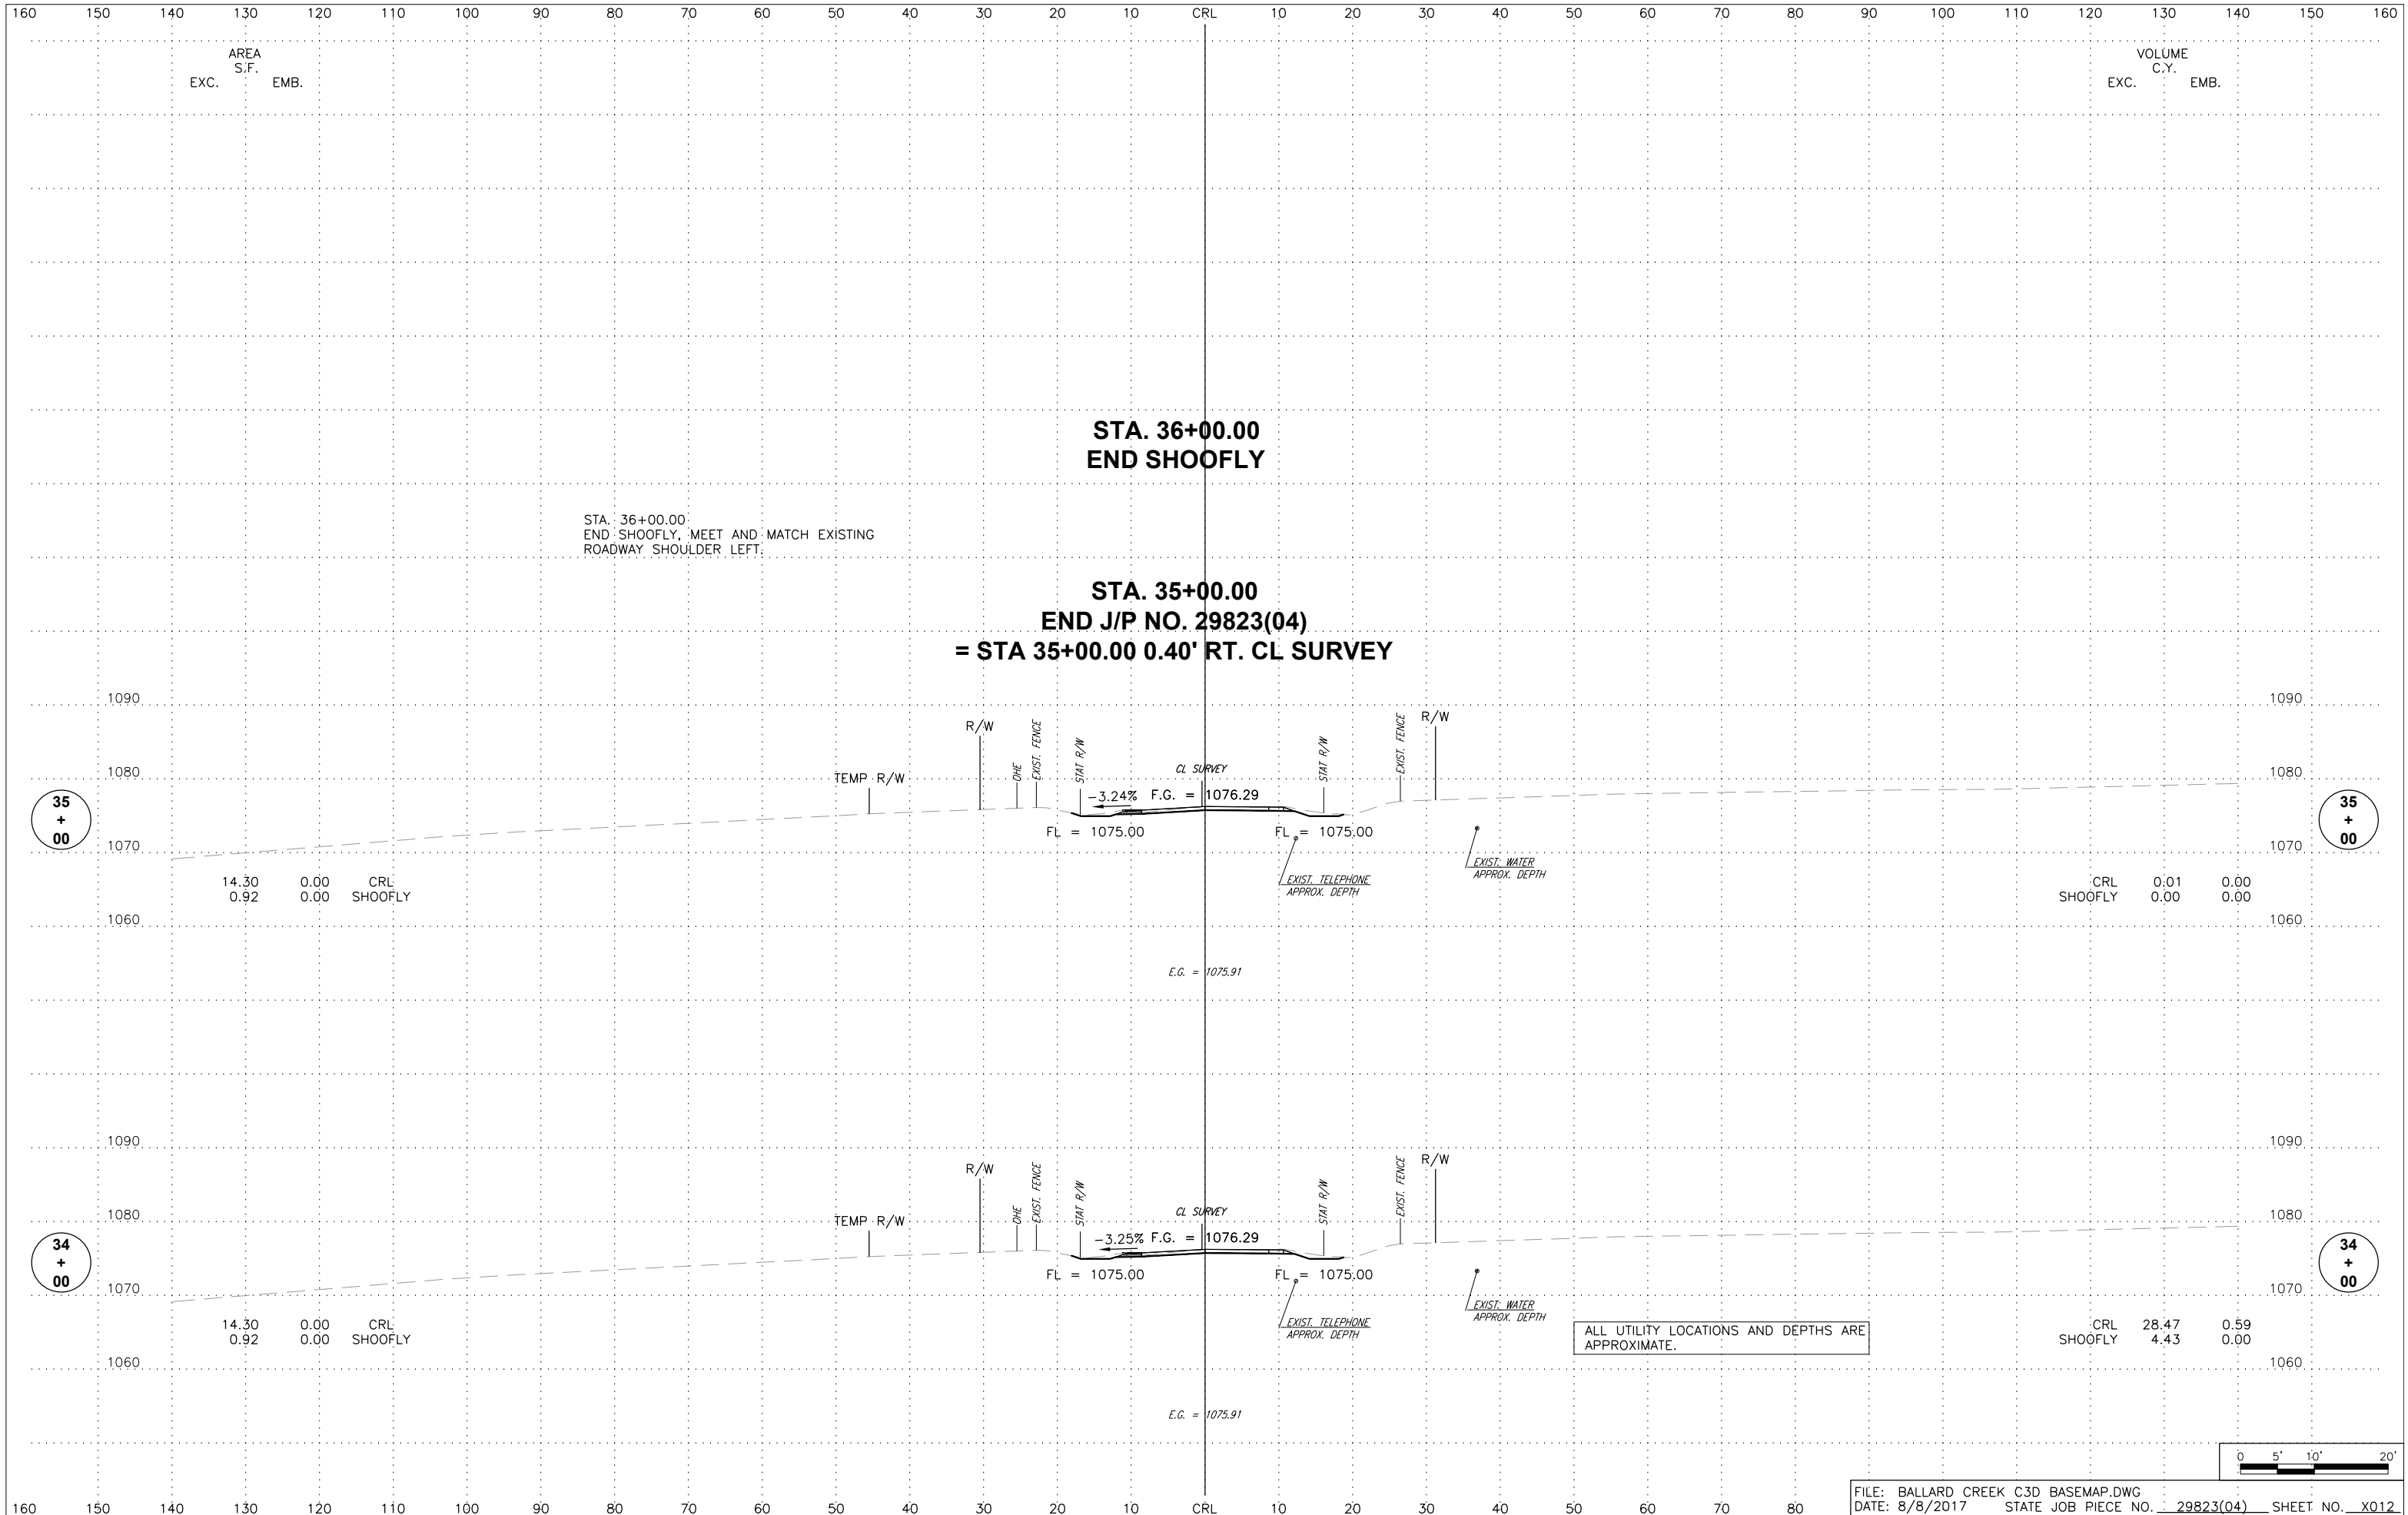 160 150 140 130 120 110 100 90 80 70 60 50 40 30 20 10 CRL 10 20 30 40 50 60 70 80 90 100 110 120 130 140 150 160
AREA
S.F.
EXC. EMB.
VOLUME
C.Y.
EXC. EMB.
STA. 36+00.00
END SHOOFLY
STA. 36+00.00
END SHOOFLY, MEET AND MATCH EXISTING
ROADWAY SHOULDER LEFT.
STA. 35+00.00
END J/P NO. 29823(04)
= STA 35+00.00 0.40' RT. CL SURVEY
1090 1090
R/W EXIST. FENCE R/W
OHE EXIST. FENCE STAT R/W CL SURVEY STAT R/W
1080 TEMP R/W 1080
-3.24% F.G. = 1076.29
35
+
00
35
+
00
FL = 1075.00 FL = 1075.00
1070 1070
EXIST. WATER
APPROX. DEPTH
EXIST. TELEPHONE
APPROX. DEPTH
14.30 0.00 CRL
0.92 0.00 SHOOFLY
CRL 0.01 0.00
SHOOFLY 0.00 0.00
1060 1060
E.G. = 1075.91
1090 1090
R/W EXIST. FENCE R/W
OHE EXIST. FENCE STAT R/W CL SURVEY STAT R/W
1080 TEMP R/W 1080
-3.25% F.G. = 1076.29
34
+
00
34
+
00
FL = 1075.00 FL = 1075.00
1070 1070
EXIST. WATER
APPROX. DEPTH
EXIST. TELEPHONE
APPROX. DEPTH
14.30 0.00 CRL
0.92 0.00 SHOOFLY
ALL UTILITY LOCATIONS AND DEPTHS ARE
APPROXIMATE.
CRL 28.47 0.59
SHOOFLY 4.43 0.00
1060 1060
E.G. = 1075.91
0 5' 10' 20'
160 150 140 130 120 110 100 90 80 70 60 50 40 30 20 10 CRL 10 20 30 40 50 60 70 80
FILE: BALLARD CREEK C3D BASEMAP.DWG
DATE: 8/8/2017 STATE JOB PIECE NO. 29823(04) SHEET NO. X012